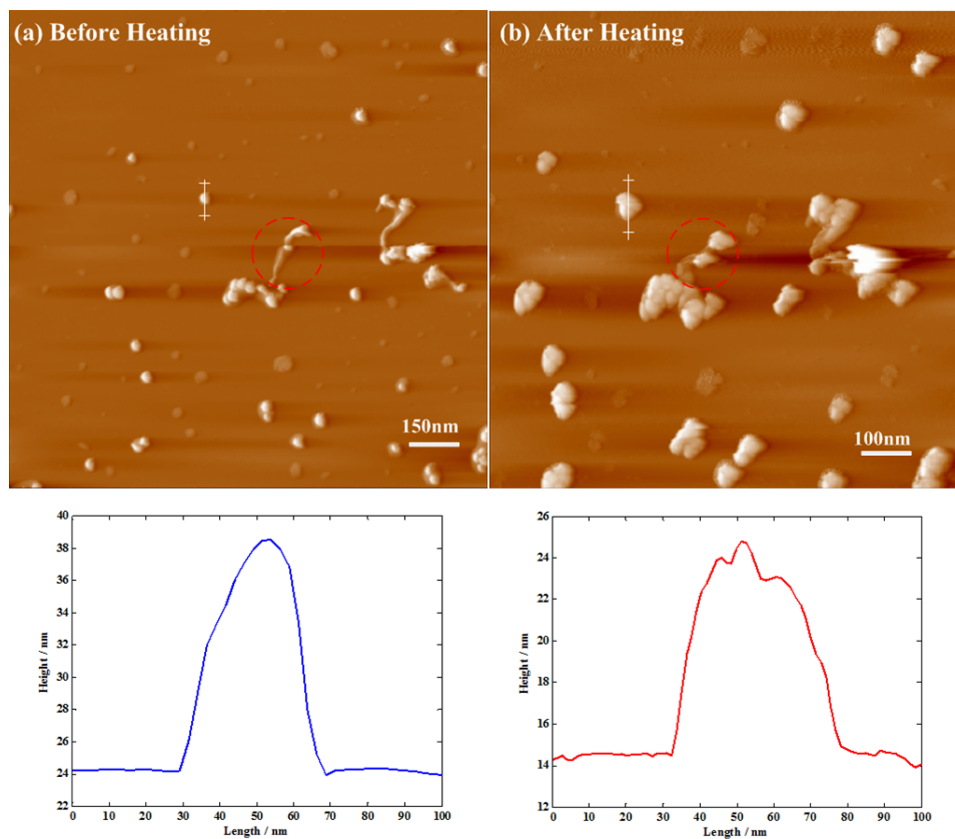 (a) Before Heating
(b) After Heating
150nm
100nm
40
38
36
34
32
30
28
26
24
22
0 10 20 30 40 50 60 70 80 90 100
Height / nm
Length / nm
26
24
22
20
18
16
14
12
0 10 20 30 40 50 60 70 80 90 100
Height / nm
Length / nm